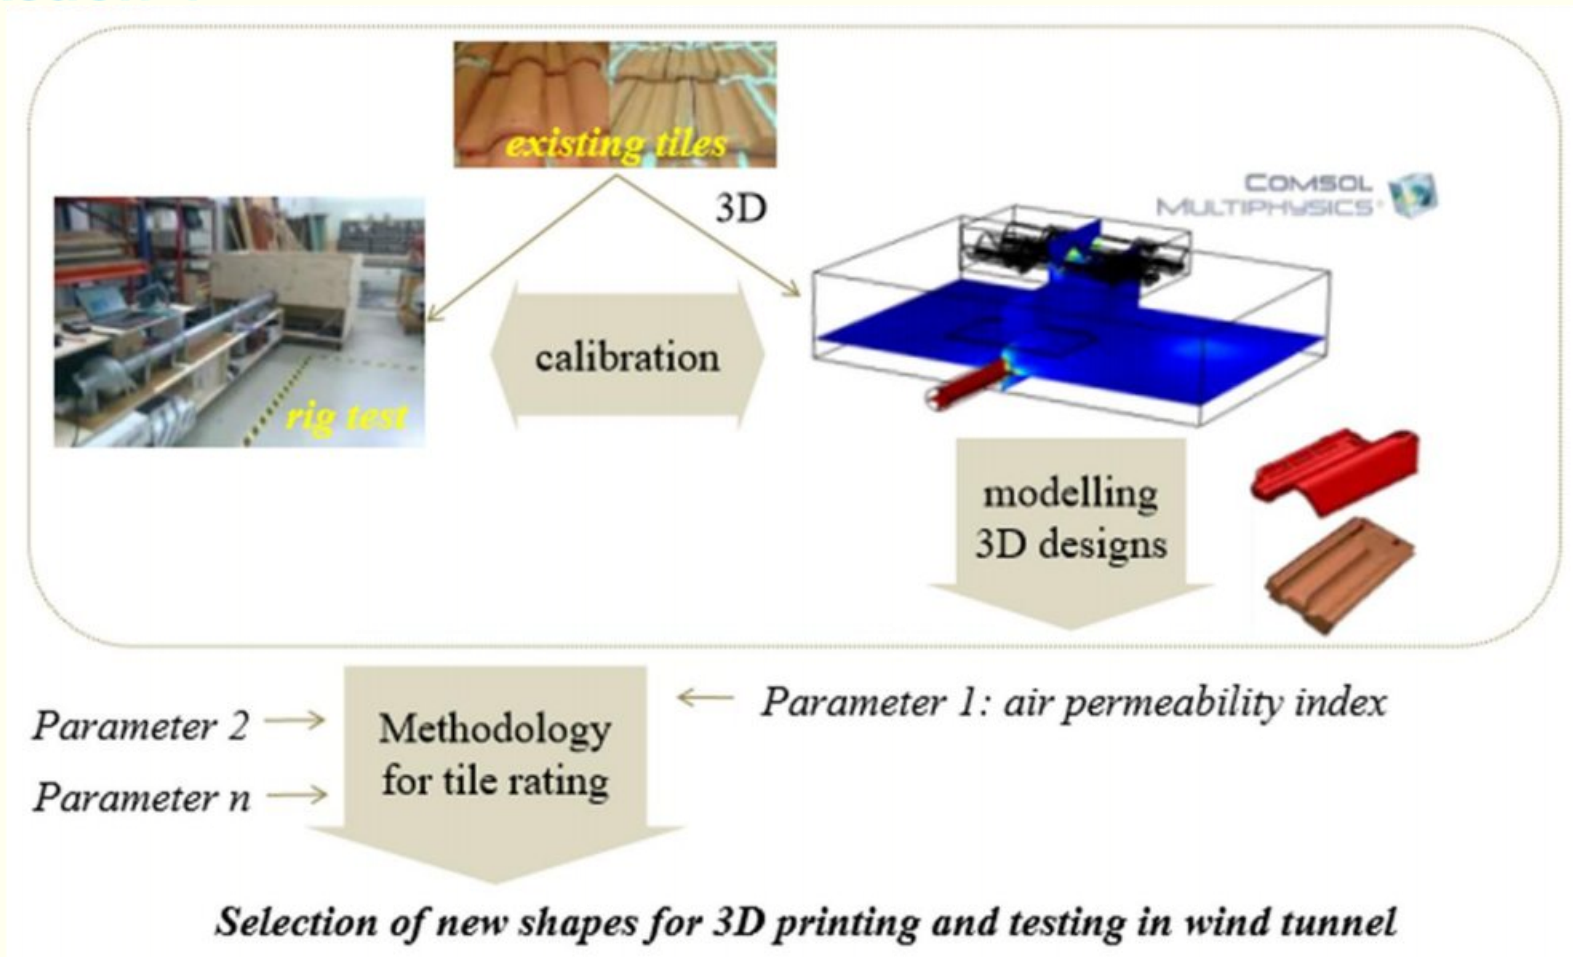 existing tiles
3D
COMSOL
MULTIPHYSICS
calibration
rig test
modelling
3D designs
Parameter 1: air permeability index
Parameter 2
Methodology
for tile rating
Parameter n
Selection of new shapes for 3D printing and testing in wind tunnel